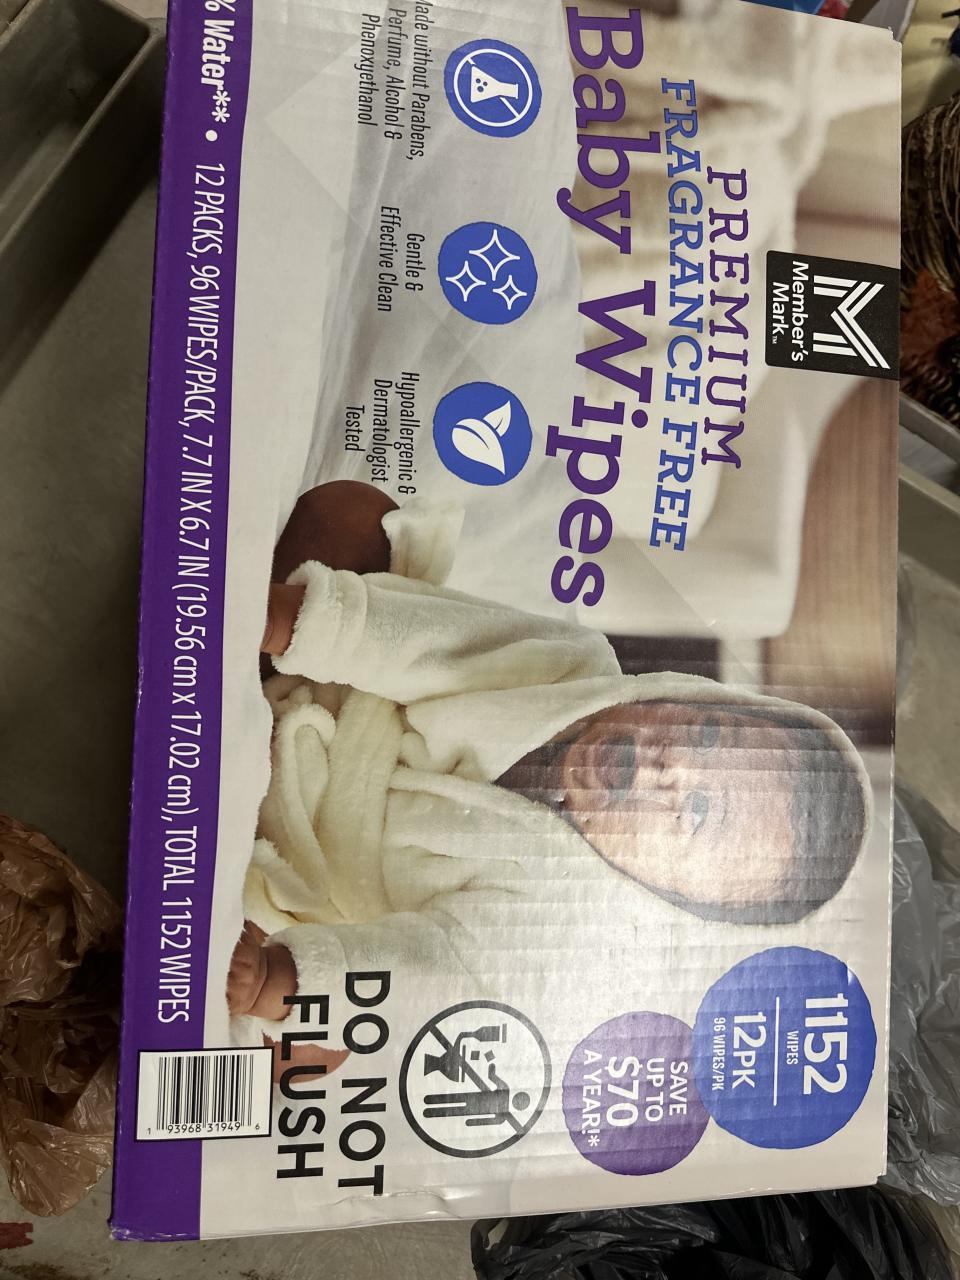 Member's
Mark™
PREMIUM
FRAGRANCE FREE
Baby Wipes
Made without Parabens,
Perfume, Alcohol &
Phenoxyethanol
Gentle &
Effective Clean
Hypoallergenic &
Dermatologist
Tested
1152
WIPES
12PK
96 WIPES/PK
SAVE
UP TO
$70
A YEAR!*
DO NOT
FLUSH
% Water** • 12 PACKS, 96 WIPES/PACK, 7.7 IN X 6.7 IN (19.56 cm x 17.02 cm), TOTAL 1152 WIPES
1 93968 31949 6